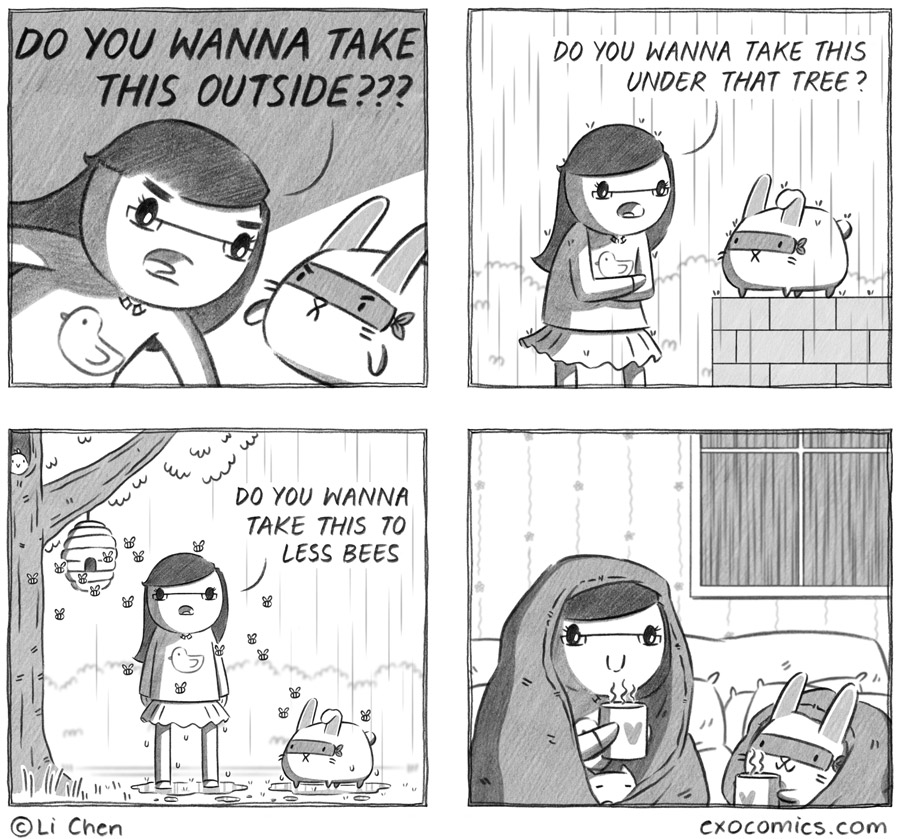 DO YOU WANNA TAKE
THIS OUTSIDE???
DO YOU WANNA TAKE THIS
UNDER THAT TREE?
DO YOU WANNA
TAKE THIS TO
LESS BEES
©Li Chen
exocomics.com